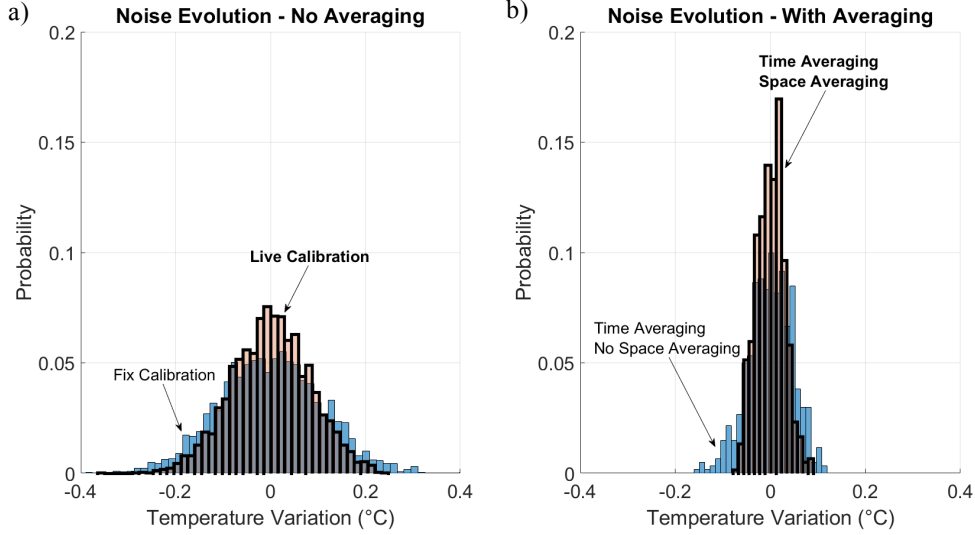 a)
Noise Evolution - No Averaging
0.2
0.15
0.1
0.05
0
Probability
Live Calibration
Fix Calibration
-0.4
-0.2
0
0.2
0.4
Temperature Variation (°C)
b)
Noise Evolution - With Averaging
0.2
0.15
0.1
0.05
0
Probability
Time Averaging
Space Averaging
Time Averaging
No Space Averaging
-0.4
-0.2
0
0.2
0.4
Temperature Variation (°C)